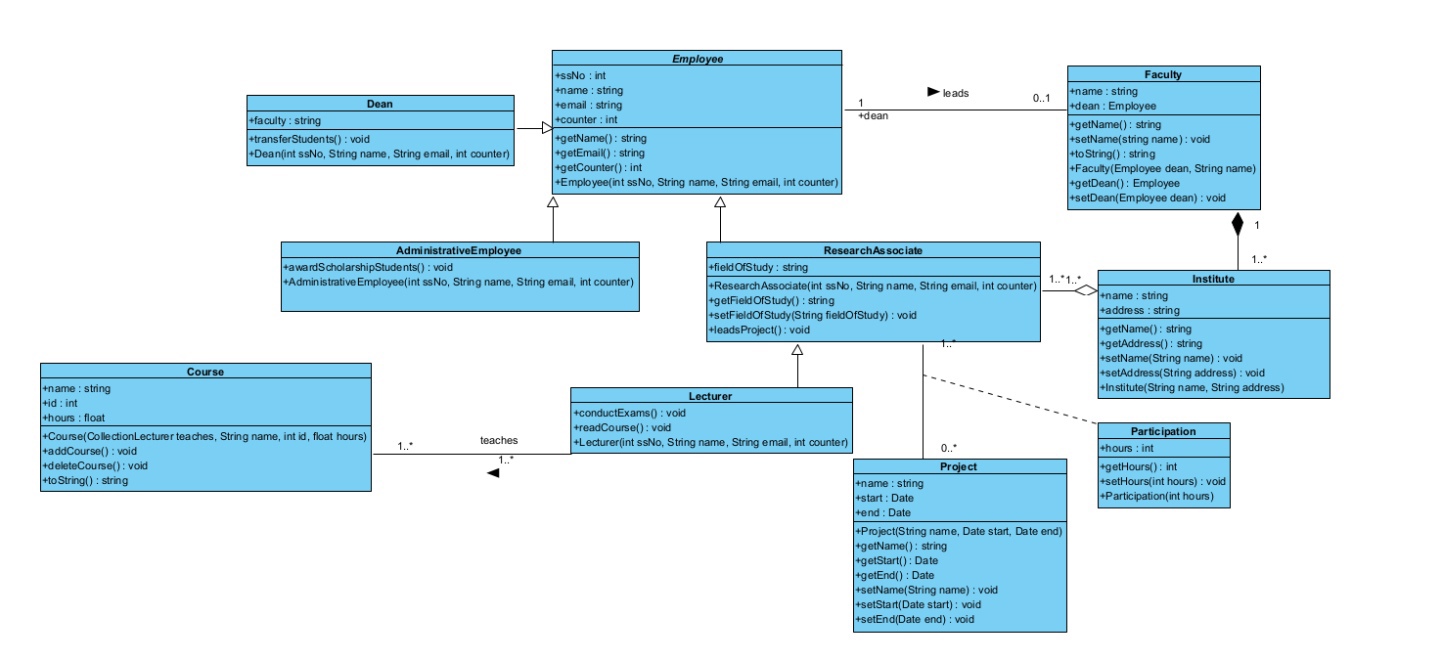 Employee
+ssNo : int
+name : string
+email : string
+counter : int
+getName() : string
+getEmail() : string
+getCounter() : int
+Employee(int ssNo, String name, String email, int counter)
Dean
+faculty : string
+transferStudents() : void
+Dean(int ssNo, String name, String email, int counter)
leads
1
+dean
0..1
Faculty
+name : string
+dean : Employee
+getName() : string
+setName(string name) : void
+toString() : string
+Faculty(Employee dean, String name)
+getDean() : Employee
+setDean(Employee dean) : void
1
1..*
AdministrativeEmployee
+awardScholarshipStudents() : void
+AdministrativeEmployee(int ssNo, String name, String email, int counter)
ResearchAssociate
+fieldOfStudy : string
+ResearchAssociate(int ssNo, String name, String email, int counter)
+getFieldOfStudy() : string
+setFieldOfStudy(String fieldOfStudy) : void
+leadsProject() : void
1..*
1..*
Institute
+name : string
+address : string
+getName() : string
+getAddress() : string
+setName(String name) : void
+setAddress(String address) : void
+Institute(String name, String address)
1..*
Course
+name : string
+id : int
+hours : float
+Course(CollectionLecturer teaches, String name, int id, float hours)
+addCourse() : void
+deleteCourse() : void
+toString() : string
1..*
teaches
1..*
Lecturer
+conductExams() : void
+readCourse() : void
+Lecturer(int ssNo, String name, String email, int counter)
Participation
+hours : int
+getHours() : int
+setHours(int hours) : void
+Participation(int hours)
0..*
Project
+name : string
+start : Date
+end : Date
+Project(String name, Date start, Date end)
+getName() : string
+getStart() : Date
+getEnd() : Date
+setName(String name) : void
+setStart(Date start) : void
+setEnd(Date end) : void